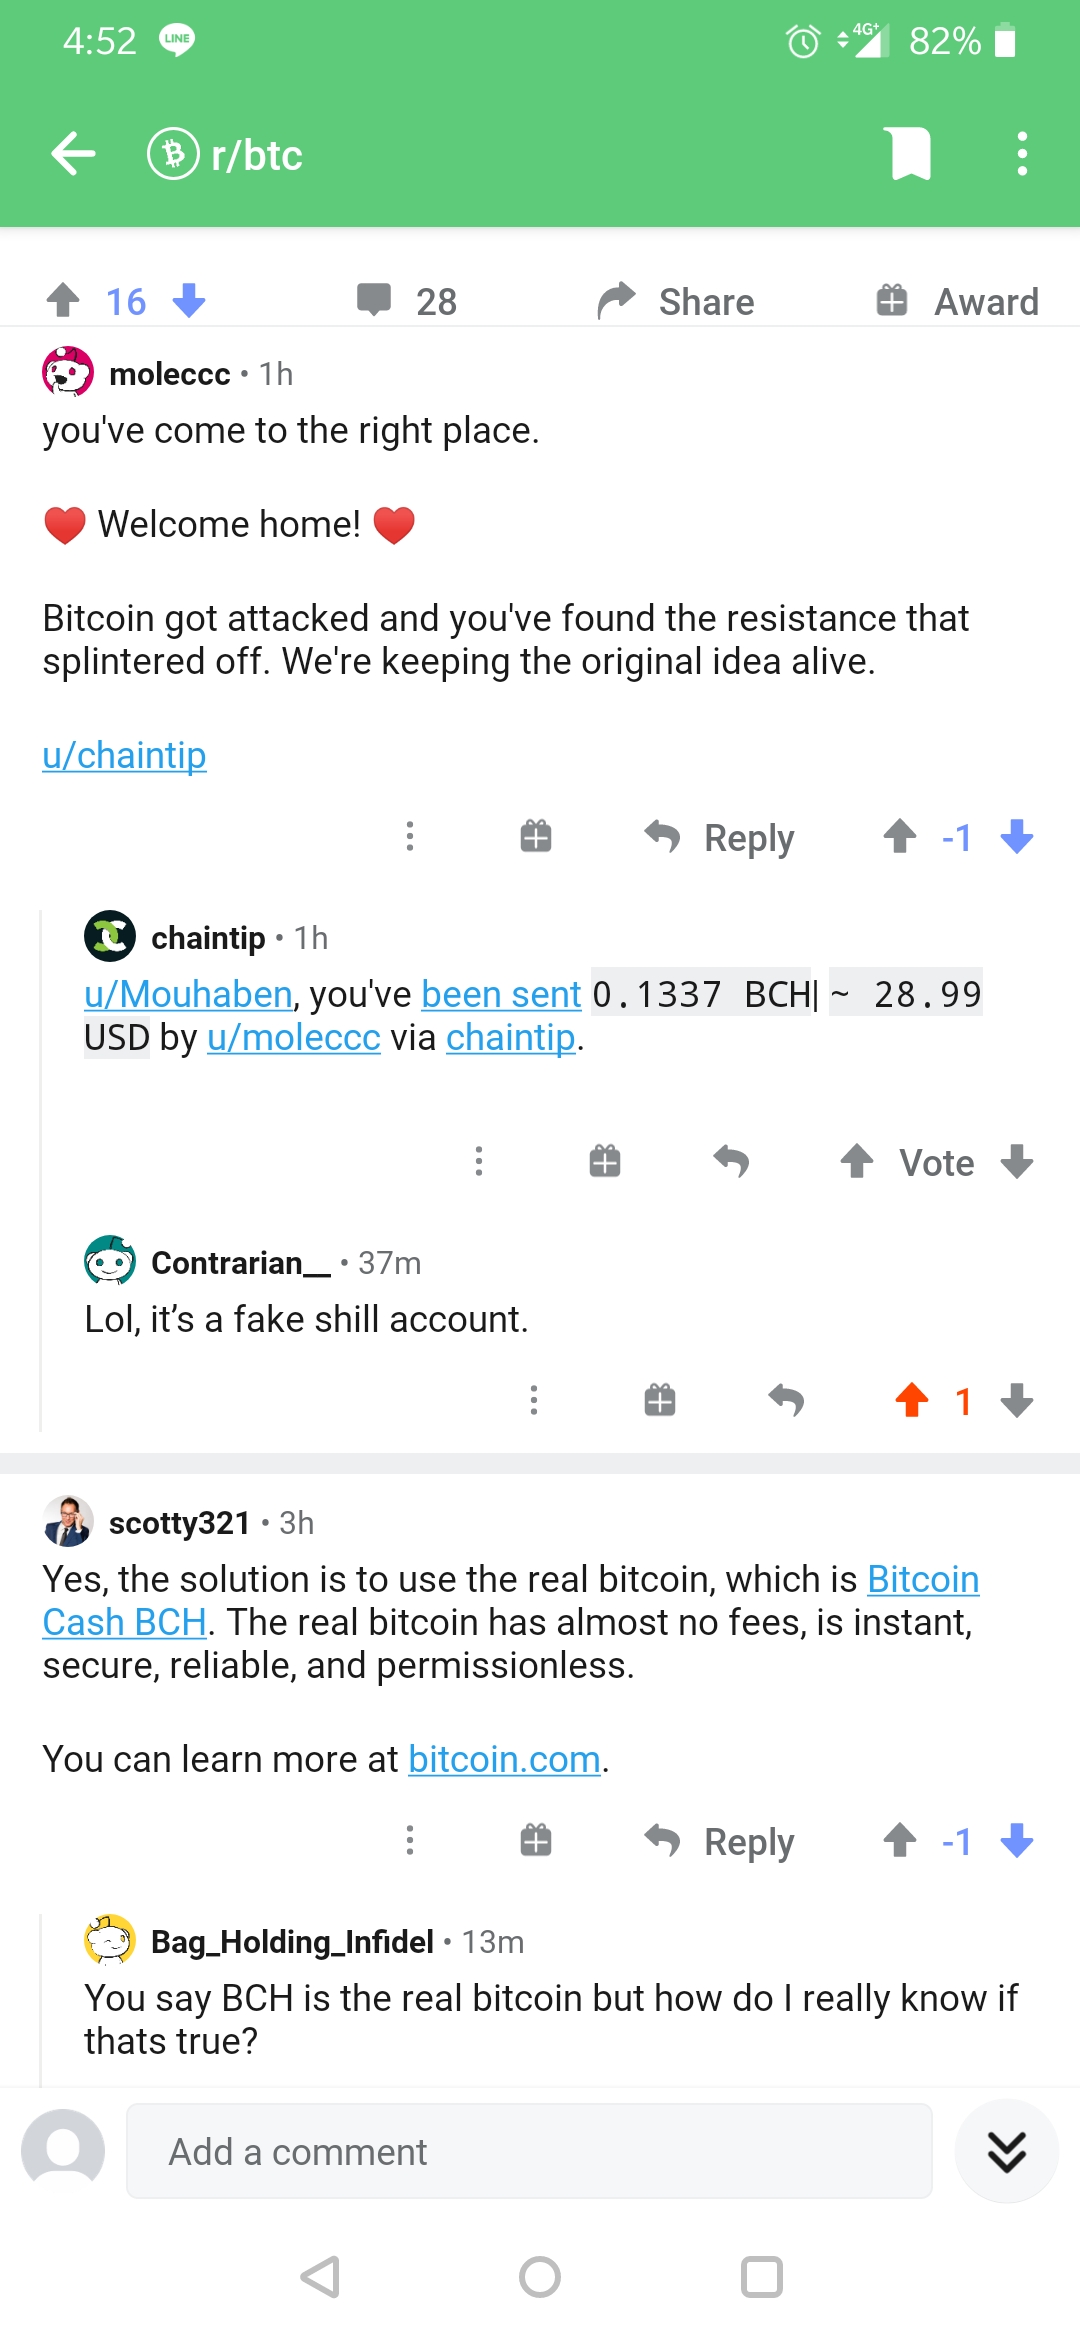 4:52 LINE 4G+ 82%
r/btc
16 28 Share Award
moleccc • 1h
you've come to the right place.
❤️ Welcome home! ❤️
Bitcoin got attacked and you've found the resistance that
splintered off. We're keeping the original idea alive.
u/chaintip
Reply -1
chaintip • 1h
u/Mouhaben, you've been sent 0.1337 BCH| ~ 28.99
USD by u/moleccc via chaintip.
Vote
Contrarian__ • 37m
Lol, it’s a fake shill account.
1
scotty321 • 3h
Yes, the solution is to use the real bitcoin, which is Bitcoin
Cash BCH. The real bitcoin has almost no fees, is instant,
secure, reliable, and permissionless.
You can learn more at bitcoin.com.
Reply -1
Bag_Holding_Infidel • 13m
You say BCH is the real bitcoin but how do I really know if
thats true?
Add a comment